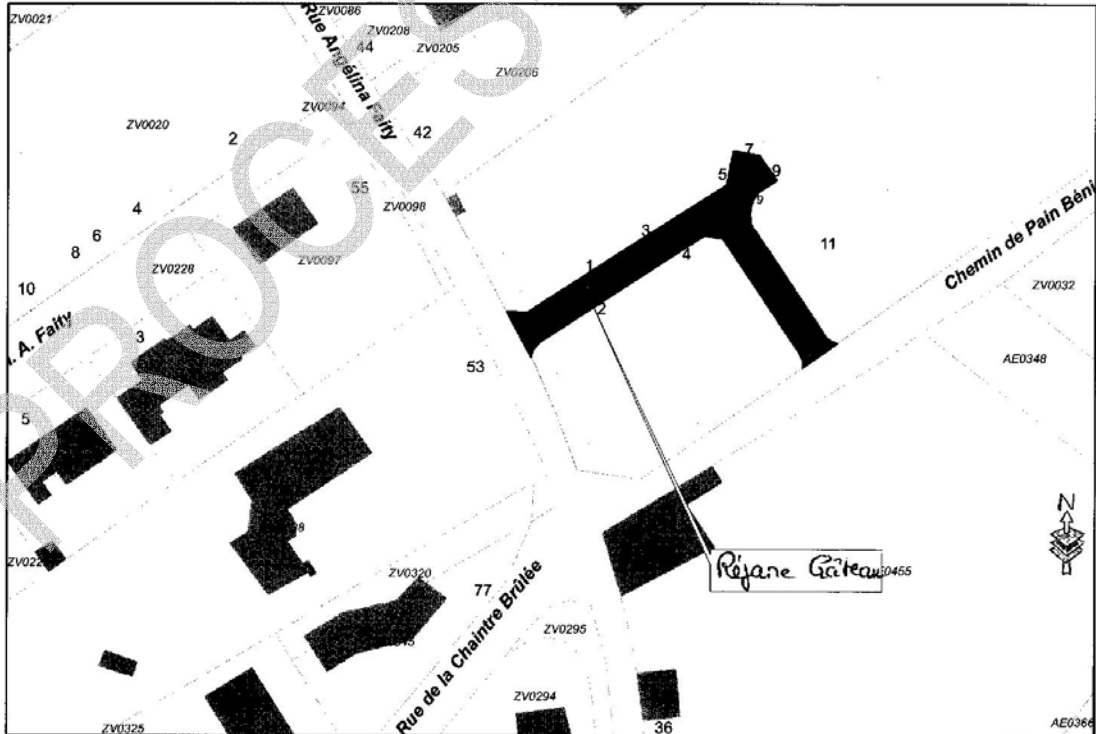 ZV0021
ZV0086
ZV0208
44
ZV0205
ZV0206
Rue Angélina Faity
ZV0094
ZV0020
2
42
7
5
9
9
55
ZV0098
4
3
6
8
ZV0097
4
11
ZV0228
1
Chemin de Pain Béni
10
ZV0032
2
. A. Faity
3
AE0348
53
5
N
ZV022
Réjane Gâteau
0455
ZV0320
77
ZV0295
Rue de la Chaintre Brûlée
ZV0294
ZV0325
36
AE0366
PROCES